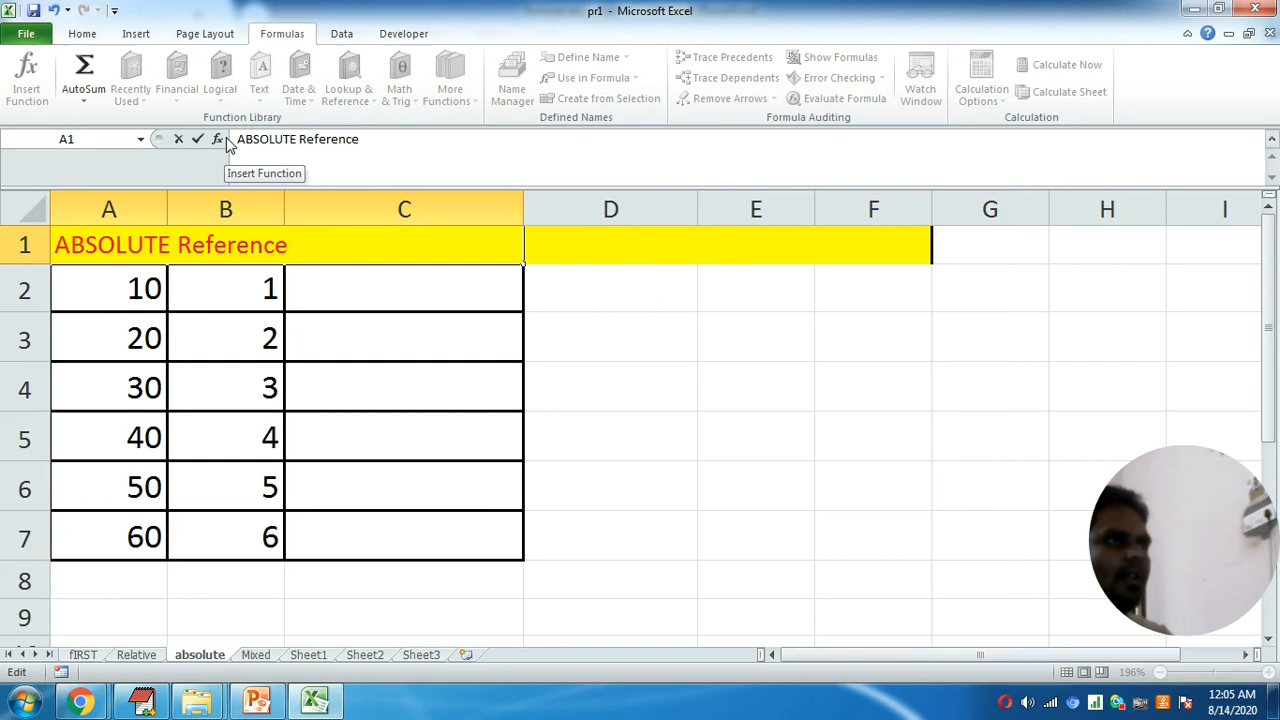 pr1 - Microsoft Excel
File Home Insert Page Layout Formulas Data Developer
Insert Function
AutoSum
Recently Used
Financial
Logical
Text
Date & Time
Lookup & Reference
Math & Trig
More Functions
Function Library
Name Manager
Define Name
Use in Formula
Create from Selection
Defined Names
Trace Precedents
Trace Dependents
Remove Arrows
Show Formulas
Error Checking
Evaluate Formula
Formula Auditing
Watch Window
Calculation Options
Calculate Now
Calculate Sheet
Calculation
A1 fx ABSOLUTE Reference
Insert Function
A B C D E F G H I
1 ABSOLUTE Reference
2 10 1
3 20 2
4 30 3
5 40 4
6 50 5
7 60 6
8
9
fIRST Relative absolute Mixed Sheet1 Sheet2 Sheet3
Edit 196%
12:05 AM
8/14/2020